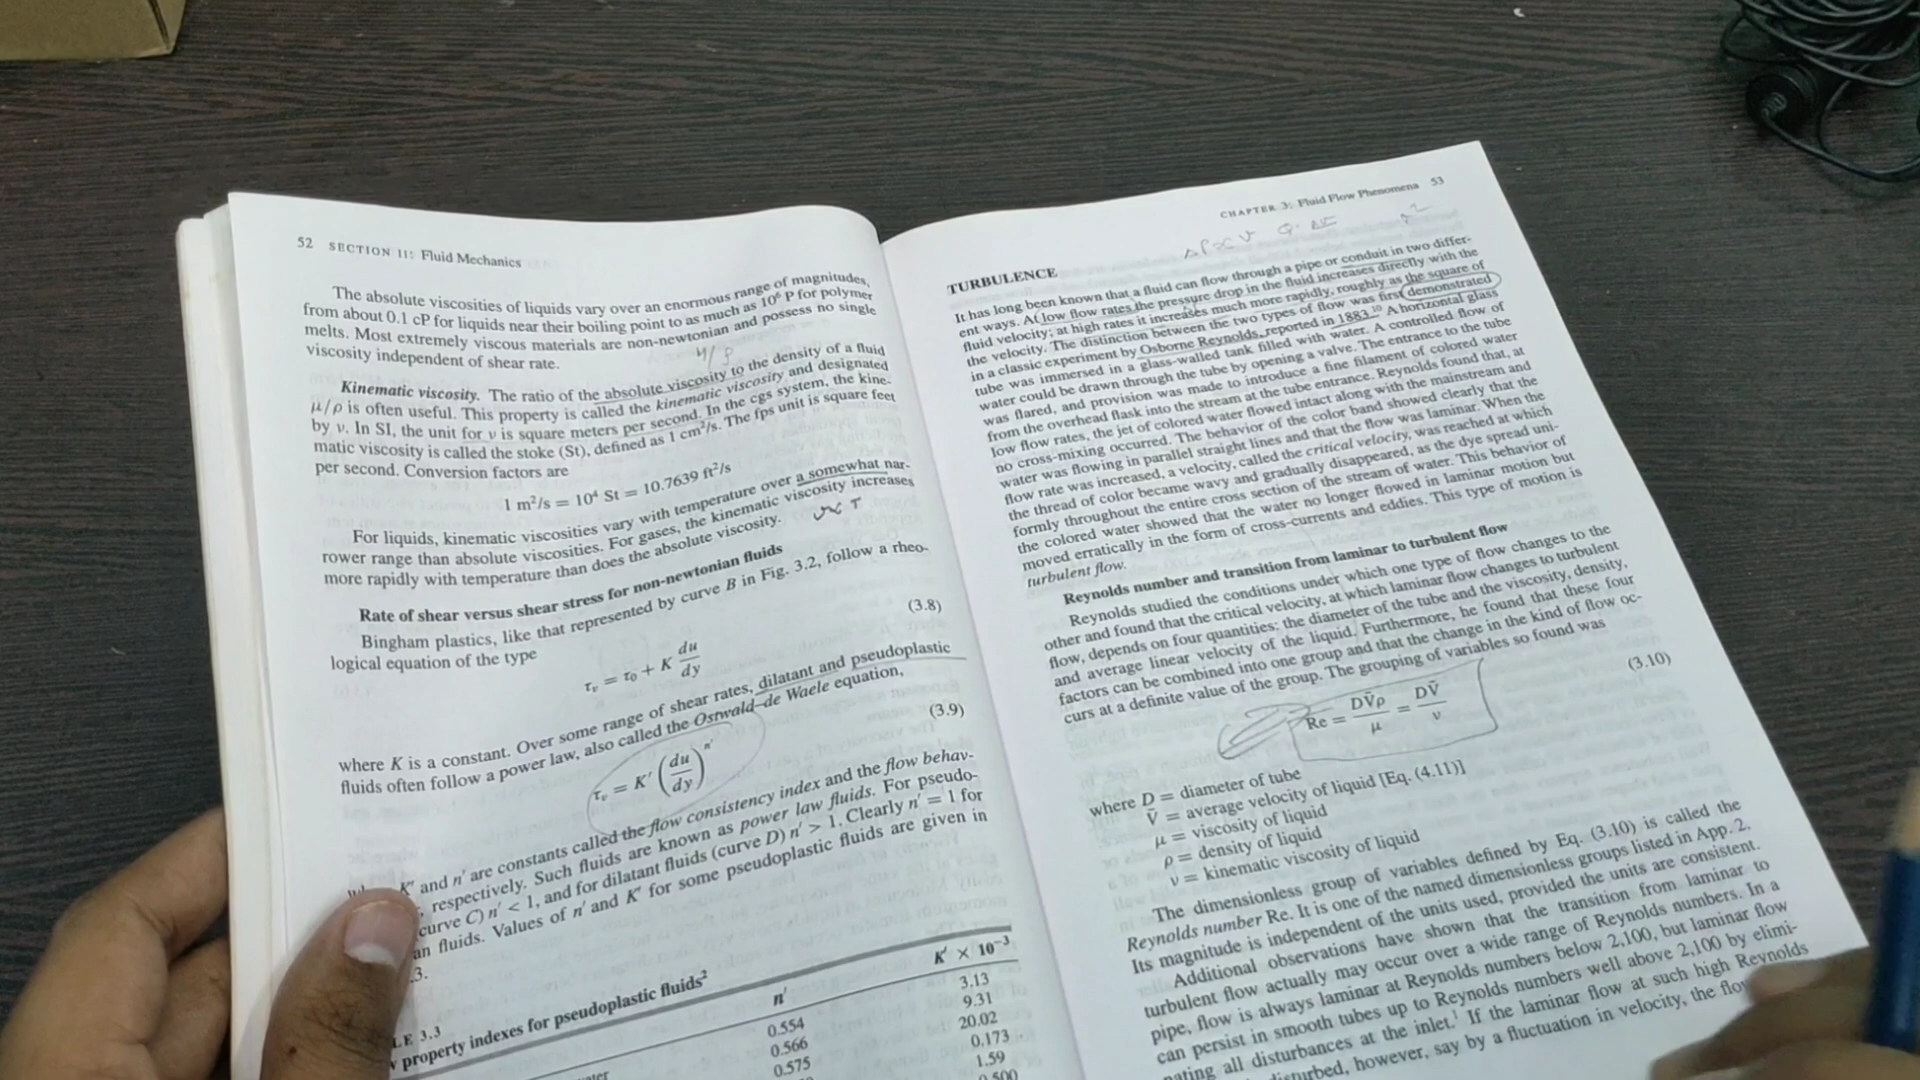 52 SECTION II: Fluid Mechanics
The absolute viscosities of liquids vary over an enormous range of magnitudes,
from about 0.1 cP for liquids near their boiling point to as much as 10⁶ P for polymer
melts. Most extremely viscous materials are non-newtonian and possess no single
viscosity independent of shear rate.
μ/ρ
Kinematic viscosity. The ratio of the absolute viscosity to the density of a fluid
μ/ρ is often useful. This property is called the kinematic viscosity and designated
by ν. In SI, the unit for ν is square meters per second. In the cgs system, the kine-
matic viscosity is called the stoke (St), defined as 1 cm²/s. The fps unit is square feet
per second. Conversion factors are
1 m²/s = 10⁴ St = 10.7639 ft²/s
For liquids, kinematic viscosities vary with temperature over a somewhat nar-
rower range than absolute viscosities. For gases, the kinematic viscosity increases
more rapidly with temperature than does the absolute viscosity.
Rate of shear versus shear stress for non-newtonian fluids
Bingham plastics, like that represented by curve B in Fig. 3.2, follow a rheo-
logical equation of the type
τᵥ = τ₀ + K du/dy (3.8)
where K is a constant. Over some range of shear rates, dilatant and pseudoplastic
fluids often follow a power law, also called the Ostwald–de Waele equation,
τᵥ = K′ (du/dy)ⁿ′ (3.9)
K′ and n′ are constants called the flow consistency index and the flow behav-
respectively. Such fluids are known as power law fluids. For pseudo-
curve C) n′ < 1, and for dilatant fluids (curve D) n′ > 1. Clearly n′ = 1 for
an fluids. Values of n′ and K′ for some pseudoplastic fluids are given in
.3.
LE 3.3
property indexes for pseudoplastic fluids²
n′ K′ × 10⁻³
0.554 3.13
0.566 9.31
0.575 20.02
0.173
1.59
0.500
CHAPTER 3: Fluid Flow Phenomena 53
ΔP∝V
TURBULENCE
It has long been known that a fluid can flow through a pipe or conduit in two differ-
ent ways. At low flow rates the pressure drop in the fluid increases directly with the
fluid velocity; at high rates it increases much more rapidly, roughly as the square of
the velocity. The distinction between the two types of flow was first demonstrated
in a classic experiment by Osborne Reynolds, reported in 1883.¹⁰ A horizontal glass
tube was immersed in a glass-walled tank filled with water. A controlled flow of
water could be drawn through the tube by opening a valve. The entrance to the tube
was flared, and provision was made to introduce a fine filament of colored water
from the overhead flask into the stream at the tube entrance. Reynolds found that, at
low flow rates, the jet of colored water flowed intact along with the mainstream and
no cross-mixing occurred. The behavior of the color band showed clearly that the
water was flowing in parallel straight lines and that the flow was laminar. When the
flow rate was increased, a velocity, called the critical velocity, was reached at which
the thread of color became wavy and gradually disappeared, as the dye spread uni-
formly throughout the entire cross section of the stream of water. This behavior of
the colored water showed that the water no longer flowed in laminar motion but
moved erratically in the form of cross-currents and eddies. This type of motion is
turbulent flow.
Reynolds number and transition from laminar to turbulent flow
Reynolds studied the conditions under which one type of flow changes to the
other and found that the critical velocity, at which laminar flow changes to turbulent
flow, depends on four quantities: the diameter of the tube and the viscosity, density,
and average linear velocity of the liquid. Furthermore, he found that these four
factors can be combined into one group and that the change in the kind of flow oc-
curs at a definite value of the group. The grouping of variables so found was
Re = DV̄ρ/μ = DV̄/ν (3.10)
where D = diameter of tube
V̄ = average velocity of liquid [Eq. (4.11)]
μ = viscosity of liquid
ρ = density of liquid
ν = kinematic viscosity of liquid
The dimensionless group of variables defined by Eq. (3.10) is called the
Reynolds number Re. It is one of the named dimensionless groups listed in App. 2.
Its magnitude is independent of the units used, provided the units are consistent.
Additional observations have shown that the transition from laminar to
turbulent flow actually may occur over a wide range of Reynolds numbers. In a
pipe, flow is always laminar at Reynolds numbers below 2,100, but laminar flow
can persist in smooth tubes up to Reynolds numbers well above 2,100 by elimi-
nating all disturbances at the inlet.¹ If the laminar flow at such high Reynolds
disturbed, however, say by a fluctuation in velocity, the flow